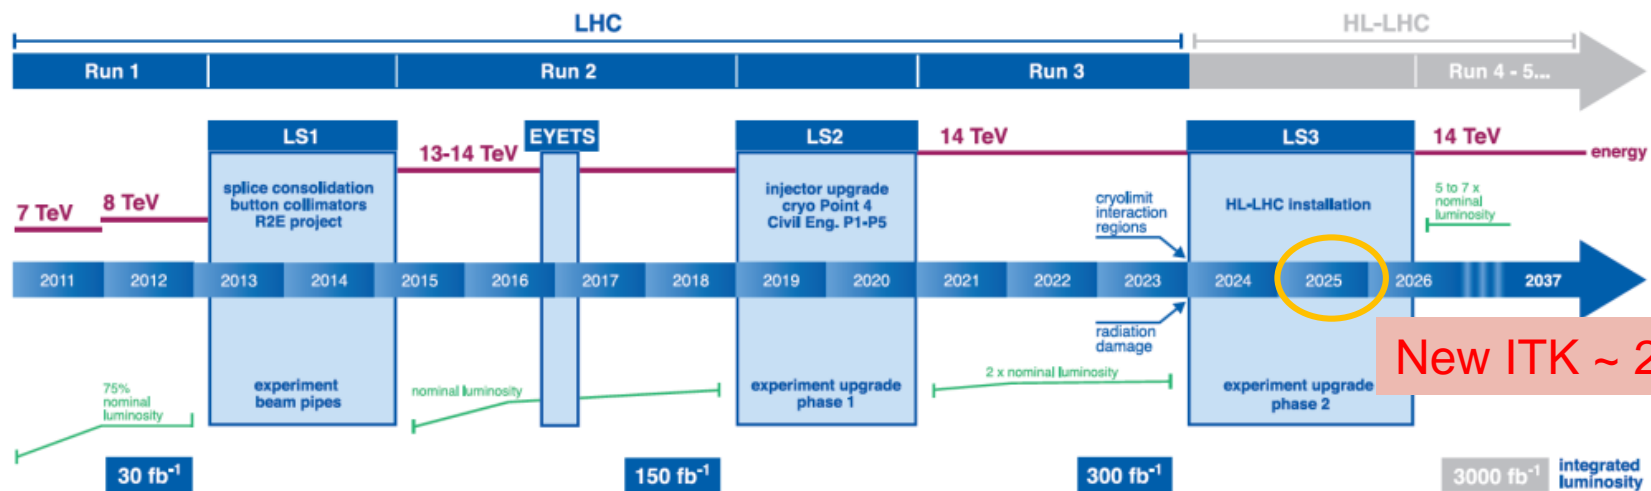 LHC
HL-LHC
Run 1
Run 2
Run 3
Run 4 - 5...
LS1
EYETS
LS2
LS3
7 TeV
8 TeV
13-14 TeV
14 TeV
14 TeV
energy
splice consolidation
button collimators
R2E project
injector upgrade
cryo Point 4
Civil Eng. P1-P5
cryolimit
interaction
regions
HL-LHC installation
5 to 7 x
nominal
luminosity
2011
2012
2013
2014
2015
2016
2017
2018
2019
2020
2021
2022
2023
2024
2025
2026
2037
75%
nominal
luminosity
experiment
beam pipes
nominal luminosity
experiment upgrade
phase 1
2 x nominal luminosity
radiation
damage
experiment upgrade
phase 2
New ITK ~ 2
30 fb⁻¹
150 fb⁻¹
300 fb⁻¹
3000 fb⁻¹
integrated
luminosity